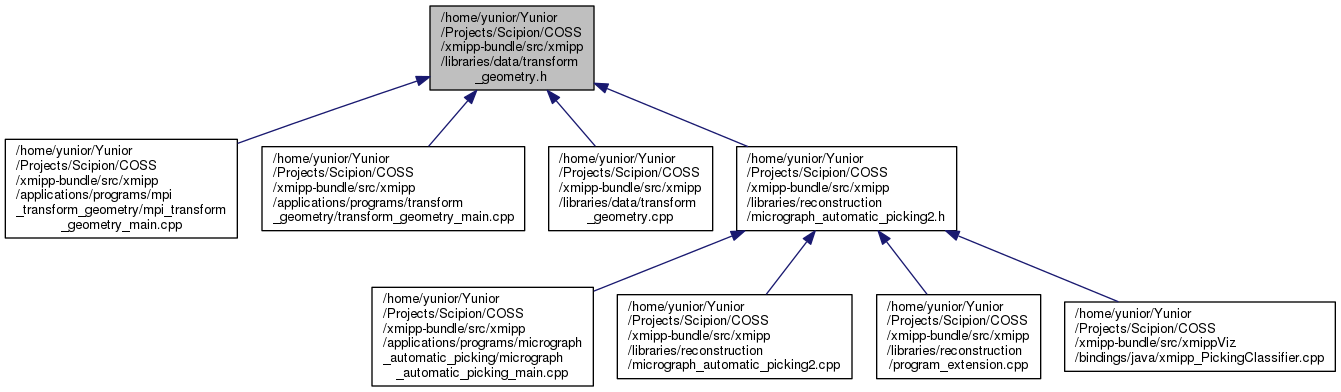 /home/yunior/Yunior
/Projects/Scipion/COSS
/xmipp-bundle/src/xmipp
/libraries/data/transform
_geometry.h
/home/yunior/Yunior
/Projects/Scipion/COSS
/xmipp-bundle/src/xmipp
/applications/programs/mpi
_transform_geometry/mpi_transform
_geometry_main.cpp
/home/yunior/Yunior
/Projects/Scipion/COSS
/xmipp-bundle/src/xmipp
/applications/programs/transform
_geometry/transform_geometry_main.cpp
/home/yunior/Yunior
/Projects/Scipion/COSS
/xmipp-bundle/src/xmipp
/libraries/data/transform
_geometry.cpp
/home/yunior/Yunior
/Projects/Scipion/COSS
/xmipp-bundle/src/xmipp
/libraries/reconstruction
/micrograph_automatic_picking2.h
/home/yunior/Yunior
/Projects/Scipion/COSS
/xmipp-bundle/src/xmipp
/applications/programs/micrograph
_automatic_picking/micrograph
_automatic_picking_main.cpp
/home/yunior/Yunior
/Projects/Scipion/COSS
/xmipp-bundle/src/xmipp
/libraries/reconstruction
/micrograph_automatic_picking2.cpp
/home/yunior/Yunior
/Projects/Scipion/COSS
/xmipp-bundle/src/xmipp
/libraries/reconstruction
/program_extension.cpp
/home/yunior/Yunior
/Projects/Scipion/COSS
/xmipp-bundle/src/xmippViz
/bindings/java/xmipp_PickingClassifier.cpp